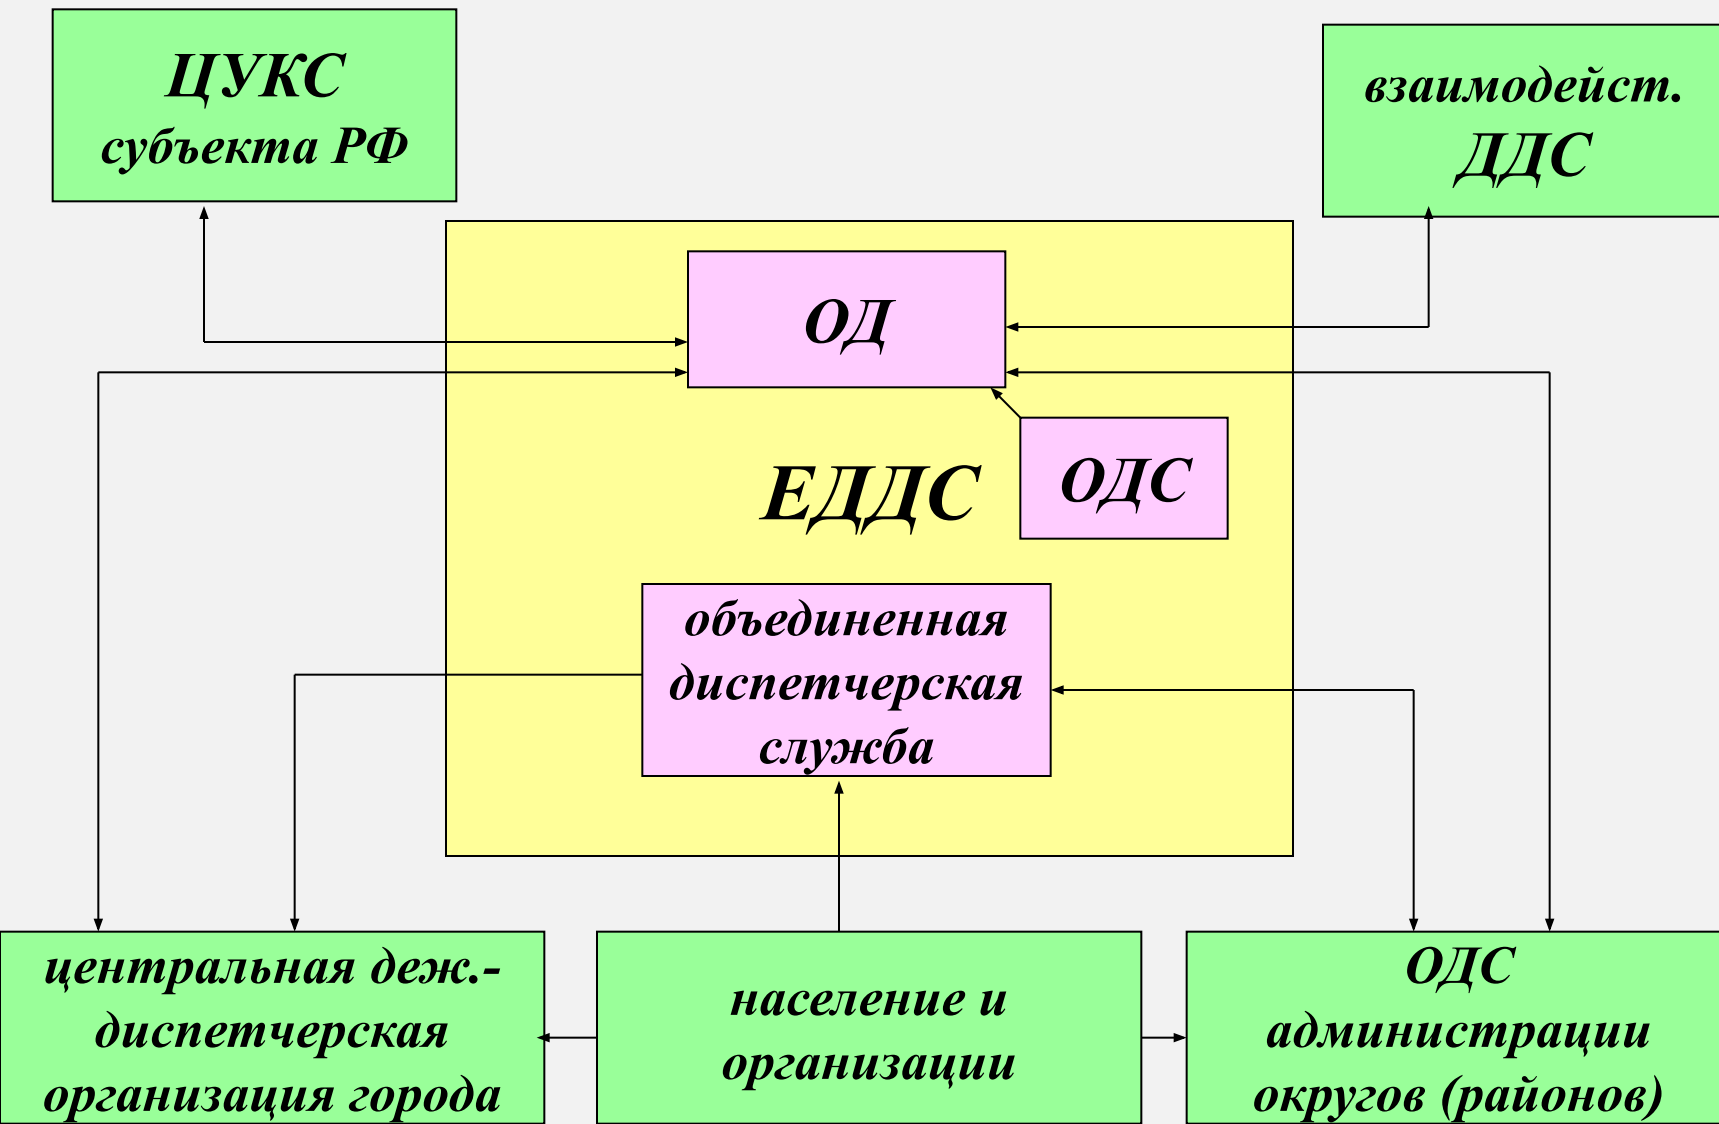 ЦУКС
субъекта РФ
взаимодейст.
ДДС
ОД
ЕДДС
ОДС
объединенная
диспетчерская
служба
центральная деж.-
диспетчерская
организация города
население и
организации
ОДС
администрации
округов (районов)